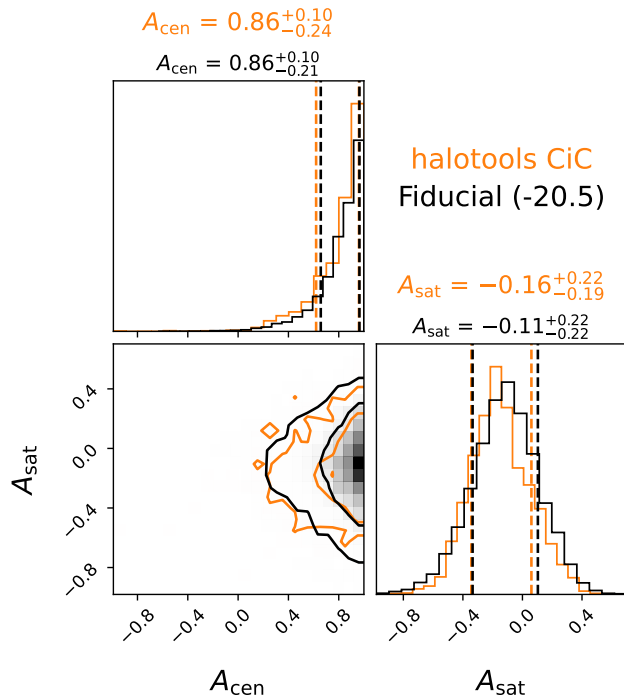 A_cen = 0.86^{+0.10}_{−0.24}
A_cen = 0.86^{+0.10}_{−0.21}
halotools CiC
Fiducial (-20.5)
A_sat = −0.16^{+0.22}_{−0.19}
A_sat = −0.11^{+0.22}_{−0.22}
0.4
0.0
−0.4
−0.8
A_sat
−0.8 −0.4 0.0 0.4 0.8
−0.8 −0.4 0.0 0.4
A_cen
A_sat